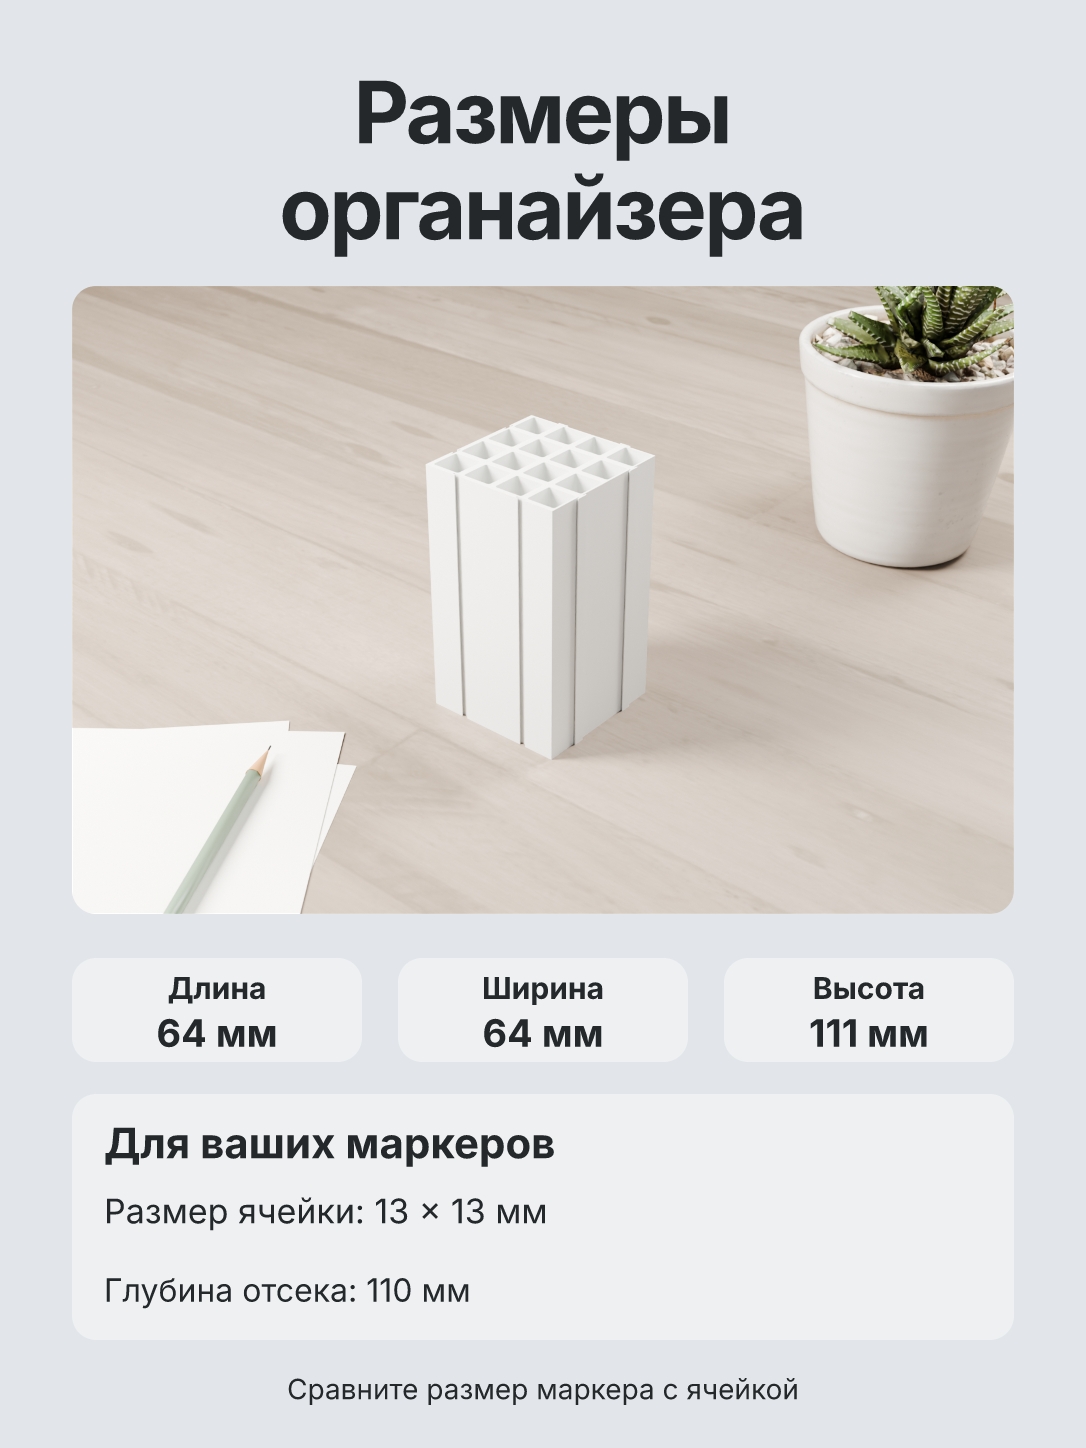 Размеры
органайзера
Длина
64 мм
Ширина
64 мм
Высота
111 мм
Для ваших маркеров
Размер ячейки: 13 × 13 мм
Глубина отсека: 110 мм
Сравните размер маркера с ячейкой